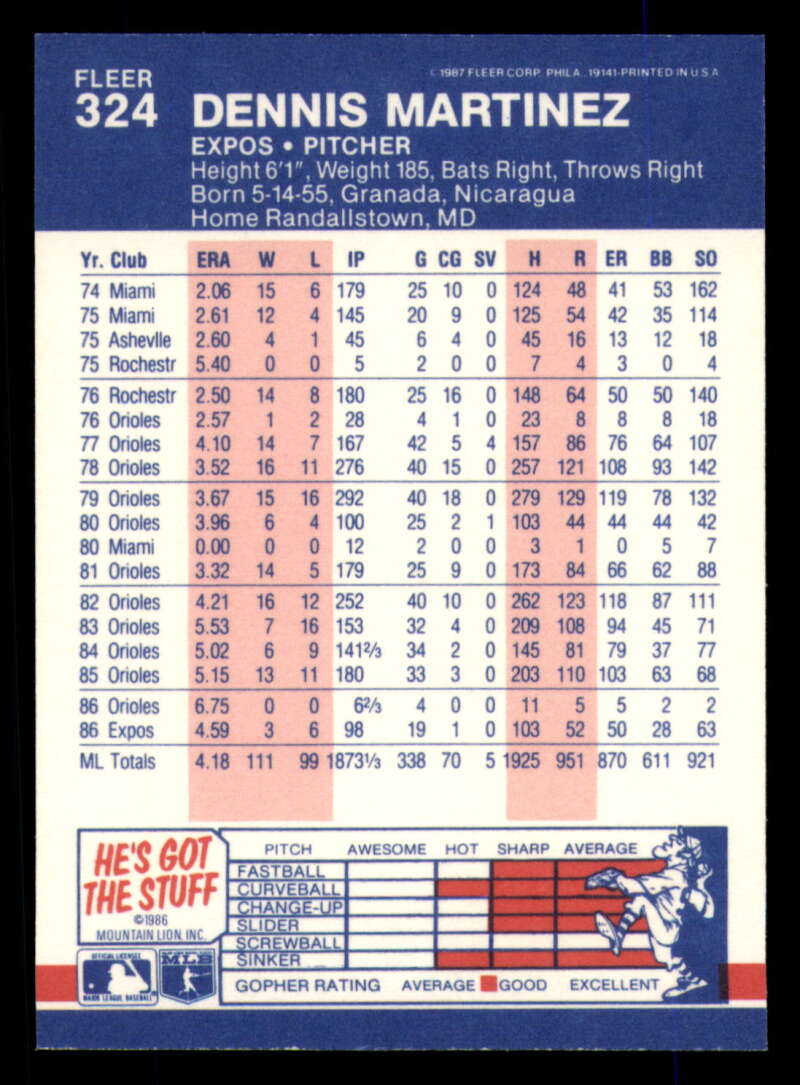 FLEER
©1987 FLEER CORP. PHILA. 19141-PRINTED IN U S A
324 DENNIS MARTINEZ
EXPOS • PITCHER
Height 6'1", Weight 185, Bats Right, Throws Right
Born 5-14-55, Granada, Nicaragua
Home Randallstown, MD
Yr. Club ERA W L IP G CG SV H R ER BB SO
74 Miami 2.06 15 6 179 25 10 0 124 48 41 53 162
75 Miami 2.61 12 4 145 20 9 0 125 54 42 35 114
75 Ashevlle 2.60 4 1 45 6 4 0 45 16 13 12 18
75 Rochestr 5.40 0 0 5 2 0 0 7 4 3 0 4
76 Rochestr 2.50 14 8 180 25 16 0 148 64 50 50 140
76 Orioles 2.57 1 2 28 4 1 0 23 8 8 8 18
77 Orioles 4.10 14 7 167 42 5 4 157 86 76 64 107
78 Orioles 3.52 16 11 276 40 15 0 257 121 108 93 142
79 Orioles 3.67 15 16 292 40 18 0 279 129 119 78 132
80 Orioles 3.96 6 4 100 25 2 1 103 44 44 44 42
80 Miami 0.00 0 0 12 2 0 0 3 1 0 5 7
81 Orioles 3.32 14 5 179 25 9 0 173 84 66 62 88
82 Orioles 4.21 16 12 252 40 10 0 262 123 118 87 111
83 Orioles 5.53 7 16 153 32 4 0 209 108 94 45 71
84 Orioles 5.02 6 9 141⅔ 34 2 0 145 81 79 37 77
85 Orioles 5.15 13 11 180 33 3 0 203 110 103 63 68
86 Orioles 6.75 0 0 6⅔ 4 0 0 11 5 5 2 2
86 Expos 4.59 3 6 98 19 1 0 103 52 50 28 63
ML Totals 4.18 111 99 1873⅓ 338 70 5 1925 951 870 611 921
HE'S GOT
THE STUFF
©1986
MOUNTAIN LION, INC.
OFFICIAL LICENSEE
MAJOR LEAGUE BASEBALL
MLB
PITCH AWESOME HOT SHARP AVERAGE
FASTBALL
CURVEBALL
CHANGE-UP
SLIDER
SCREWBALL
SINKER
GOPHER RATING AVERAGE GOOD EXCELLENT